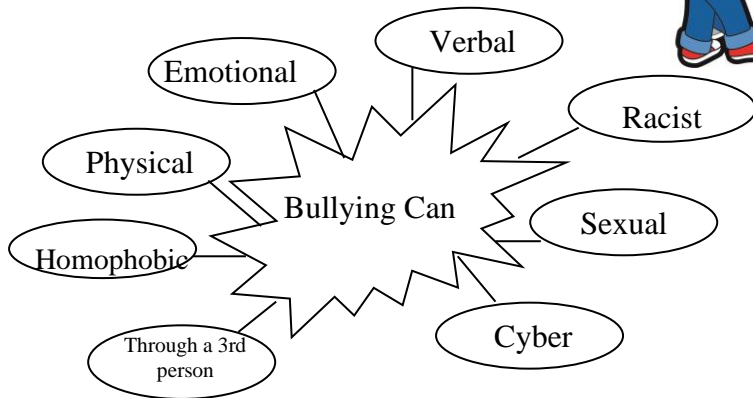 Verbal
Emotional
Racist
Physical
Bullying Can
Sexual
Homophobic
Cyber
Through a 3rd
person